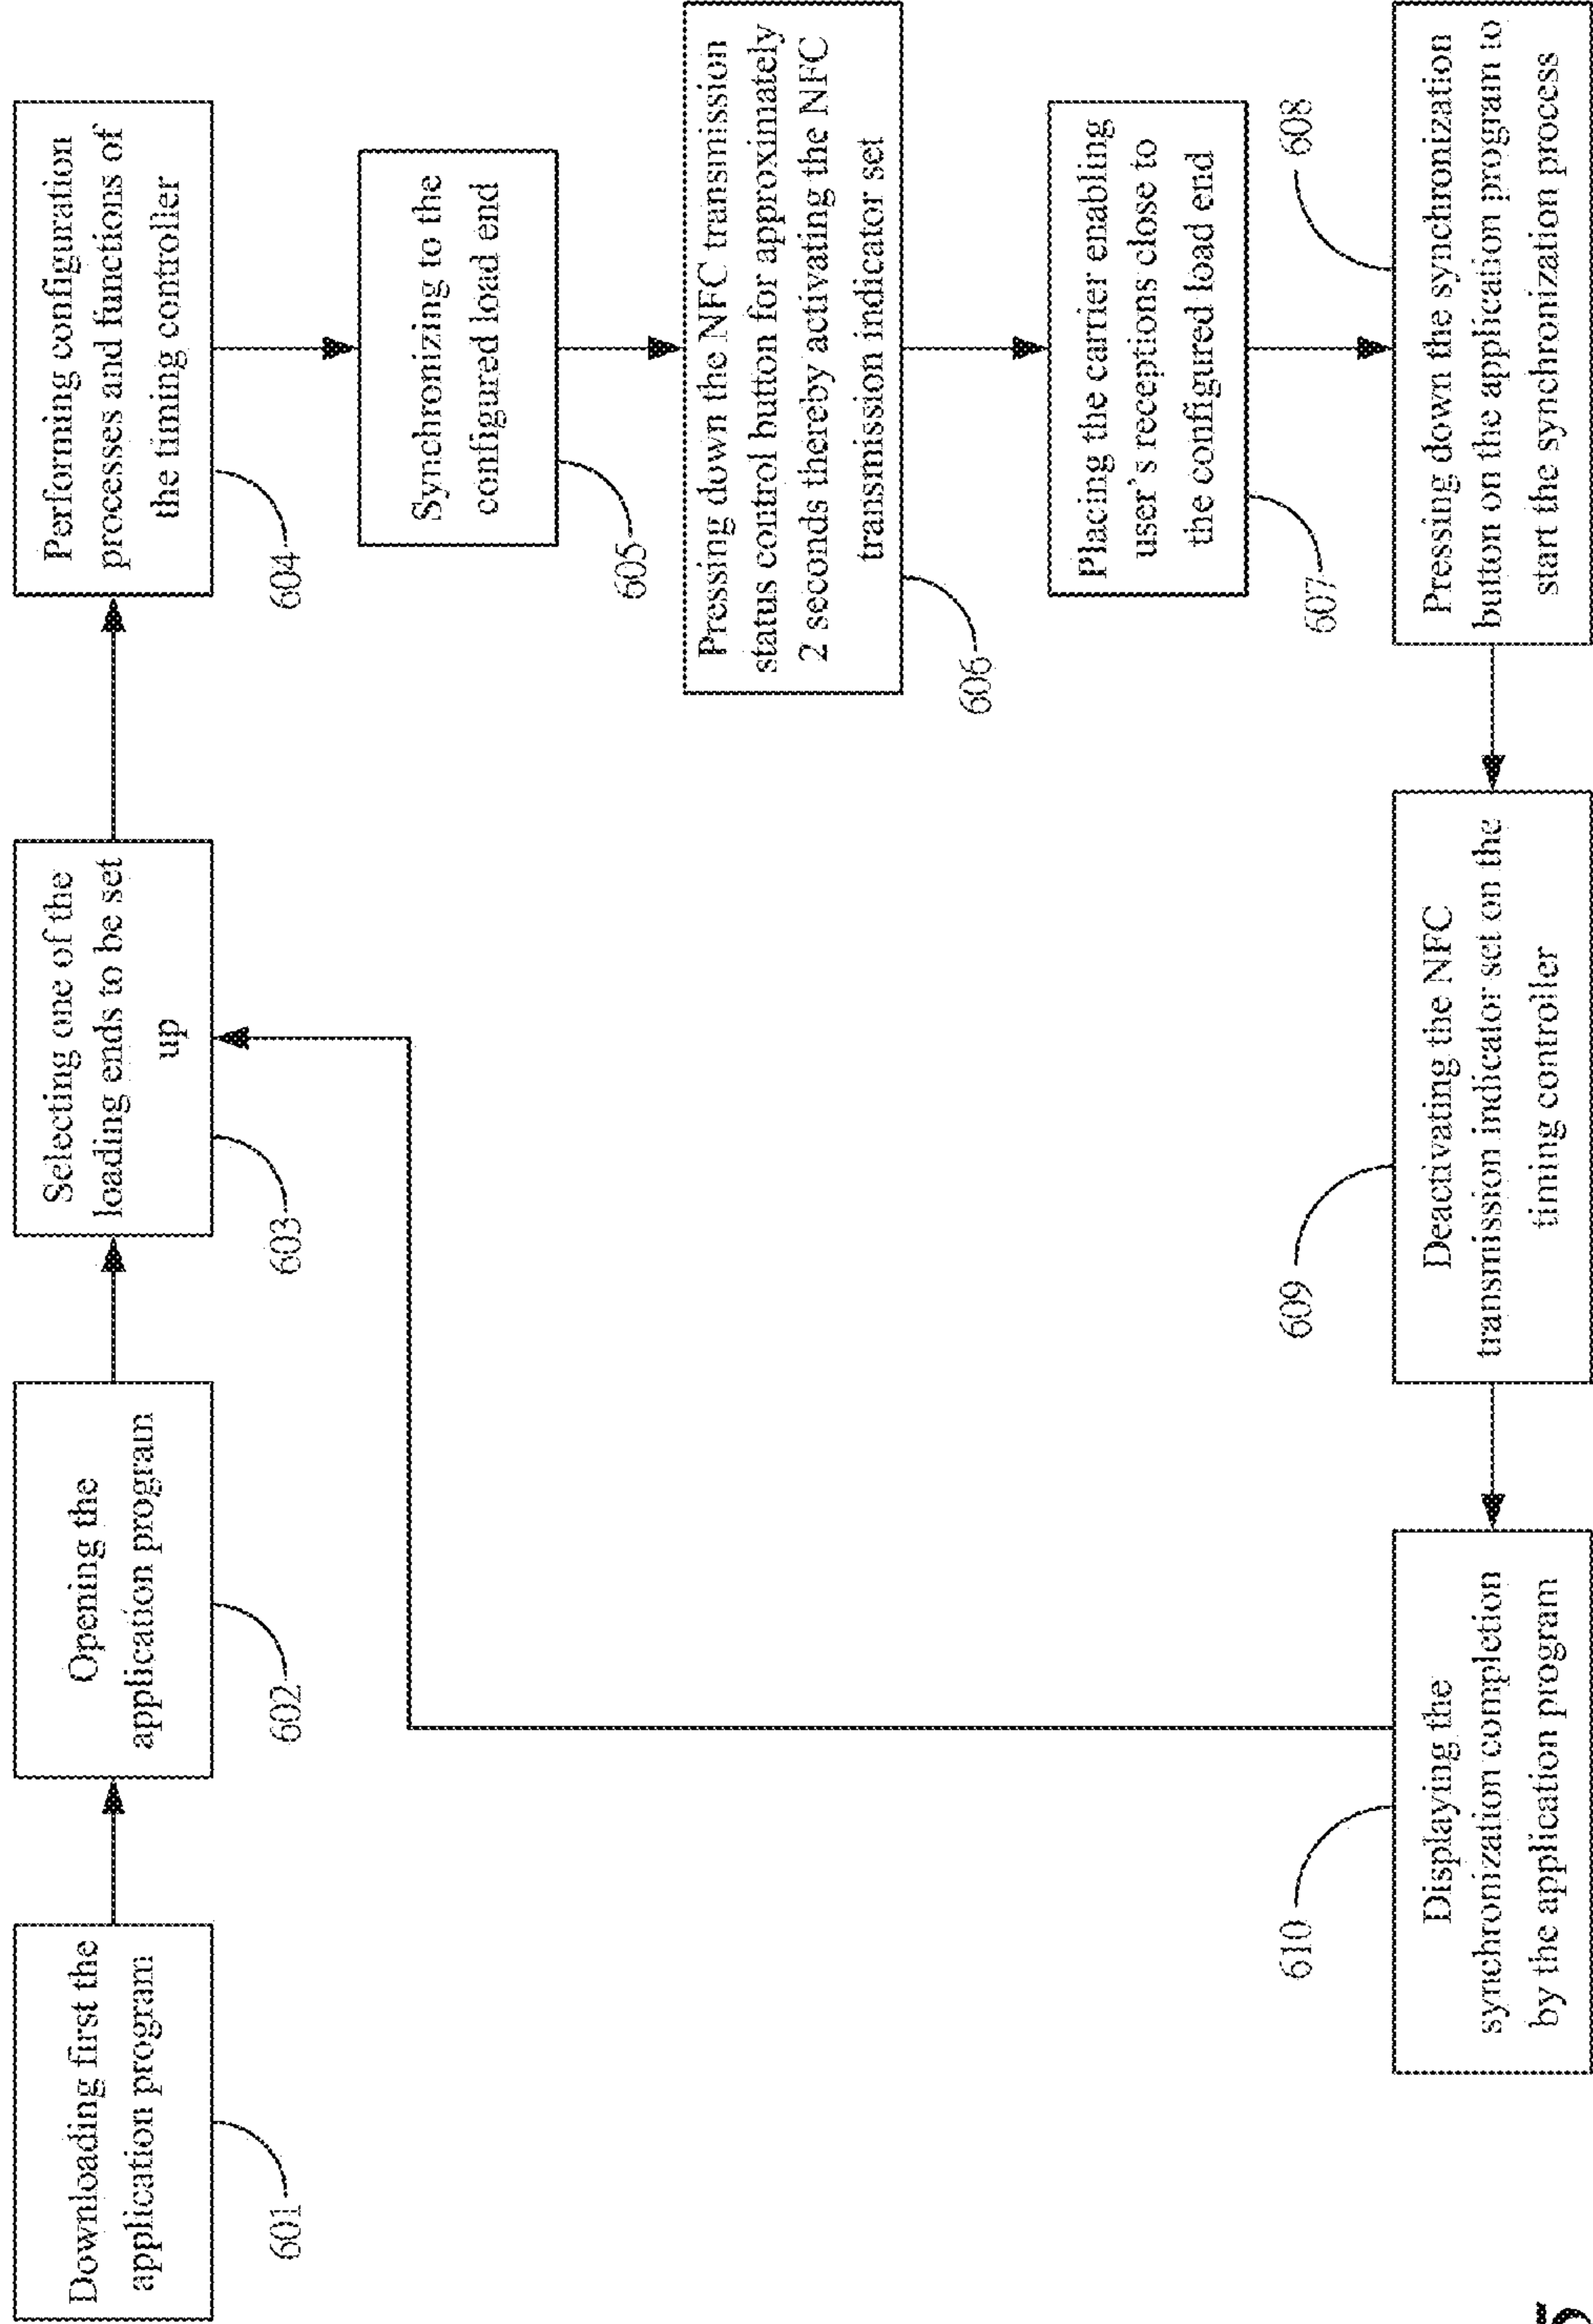 Downloading first the
application program
601
Opening the
application program
602
Selecting one of the
loading ends to be set
up
603
Performing configuration
processes and functions of
the timing controller
604
Synchronizing to the
configured load end
605
Pressing down the NFC transmission
status control button for approximately
2 seconds thereby activating the NFC
transmission indicator set
606
Placing the carrier enabling
user's receptions close to
the configured load end
607
Pressing down the synchronization
button on the application program to
start the synchronization process
608
Deactivating the NFC
transmission indicator set on the
timing controller
609
Displaying the
synchronization completion
by the application program
610